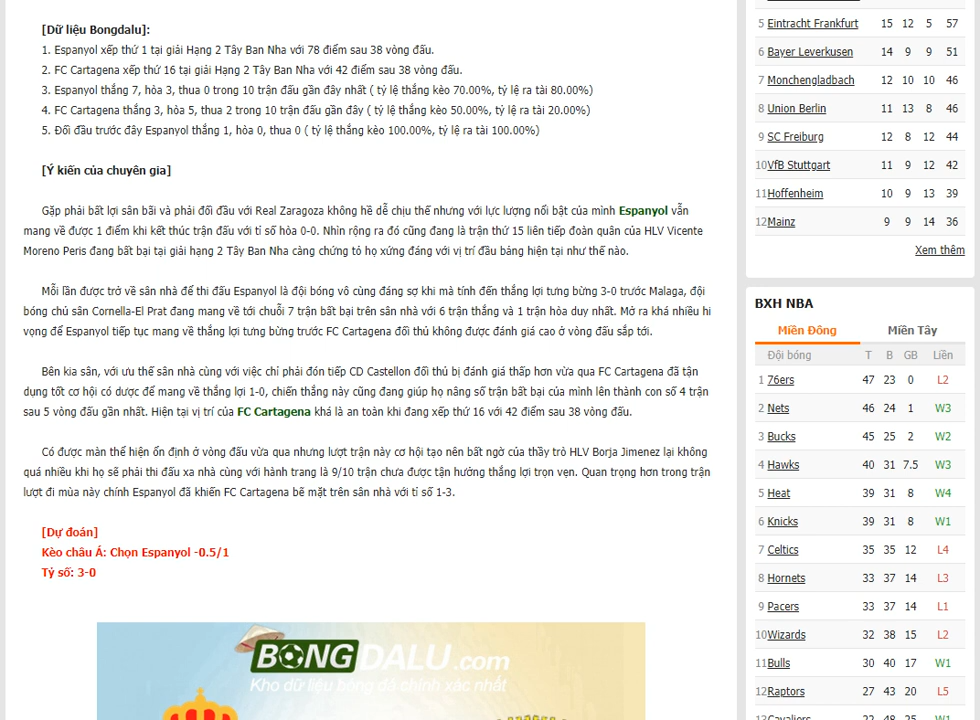 [Dữ liệu Bongdalu]:
1. Espanyol xếp thứ 1 tại giải Hạng 2 Tây Ban Nha với 78 điểm sau 38 vòng đấu.
2. FC Cartagena xếp thứ 16 tại giải Hạng 2 Tây Ban Nha với 42 điểm sau 38 vòng đấu.
3. Espanyol thắng 7, hòa 3, thua 0 trong 10 trận đấu gần đây nhất ( tỷ lệ thắng kèo 70.00%, tỷ lệ ra tài 80.00%)
4. FC Cartagena thắng 3, hòa 5, thua 2 trong 10 trận đấu gần đây ( tỷ lệ thắng kèo 50.00%, tỷ lệ ra tài 20.00%)
5. Đối đầu trước đây Espanyol thắng 1, hòa 0, thua 0 ( tỷ lệ thắng kèo 100.00%, tỷ lệ ra tài 100.00%)
[Ý kiến của chuyên gia]
Gặp phải bất lợi sân bãi và phải đối đầu với Real Zaragoza không hề dễ chịu thế nhưng với lực lượng nổi bật của mình Espanyol vẫn
mang về được 1 điểm khi kết thúc trận đấu với tỉ số hòa 0-0. Nhìn rộng ra đó cũng đang là trận thứ 15 liên tiếp đoàn quân của HLV Vicente
Moreno Peris đang bất bại tại giải hạng 2 Tây Ban Nha càng chứng tỏ họ xứng đáng với vị trí đầu bảng hiện tại như thế nào.
Mỗi lần được trở về sân nhà để thi đấu Espanyol là đội bóng vô cùng đáng sợ khi mà tính đến thắng lợi tưng bừng 3-0 trước Malaga, đội
bóng chủ sân Cornella-El Prat đang mang về tới chuỗi 7 trận bất bại trên sân nhà với 6 trận thắng và 1 trận hòa duy nhất. Mở ra khá nhiều hi
vọng để Espanyol tiếp tục mang về thắng lợi tưng bừng trước FC Cartagena đối thủ không được đánh giá cao ở vòng đấu sắp tới.
Bên kia sân, với ưu thế sân nhà cùng với việc chỉ phải đón tiếp CD Castellon đối thủ bị đánh giá thấp hơn vừa qua FC Cartagena đã tận
dụng tốt cơ hội có được để mang về thắng lợi 1-0, chiến thắng này cũng đang giúp họ nâng số trận bất bại của mình lên thành con số 4 trận
sau 5 vòng đấu gần nhất. Hiện tại vị trí của FC Cartagena khá là an toàn khi đang xếp thứ 16 với 42 điểm sau 38 vòng đấu.
Có được màn thể hiện ổn định ở vòng đấu vừa qua nhưng lượt trận này cơ hội tạo nên bất ngờ của thầy trò HLV Borja Jimenez lại không
quá nhiều khi họ sẽ phải thi đấu xa nhà cùng với hành trang là 9/10 trận chưa được tận hưởng thắng lợi trọn vẹn. Quan trọng hơn trong trận
lượt đi mùa này chính Espanyol đã khiến FC Cartagena bẽ mặt trên sân nhà với tỉ số 1-3.
[Dự đoán]
Kèo châu Á: Chọn Espanyol -0.5/1
Tỷ số: 3-0
BONGDALU.com
Kho dữ liệu bóng đá chính xác nhất
5 Eintracht Frankfurt 15 12 5 57
6 Bayer Leverkusen 14 9 9 51
7 Monchengladbach 12 10 10 46
8 Union Berlin 11 13 8 46
9 SC Freiburg 12 8 12 44
10 VfB Stuttgart 11 9 12 42
11 Hoffenheim 10 9 13 39
12 Mainz 9 9 14 36
Xem thêm
BXH NBA
Miền Đông Miền Tây
Đội bóng T B GB Liên
1 76ers 47 23 0 L2
2 Nets 46 24 1 W3
3 Bucks 45 25 2 W2
4 Hawks 40 31 7.5 W3
5 Heat 39 31 8 W4
6 Knicks 39 31 8 W1
7 Celtics 35 35 12 L4
8 Hornets 33 37 14 L3
9 Pacers 33 37 14 L1
10 Wizards 32 38 15 L2
11 Bulls 30 40 17 W1
12 Raptors 27 43 20 L5
13 Cavaliers 22 48 25 W1